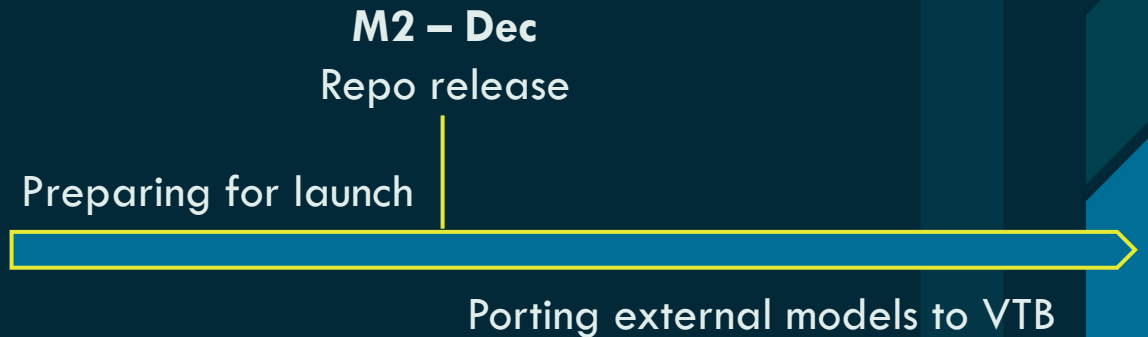 M2 – Dec
Repo release
Preparing for launch
Porting external models to VTB